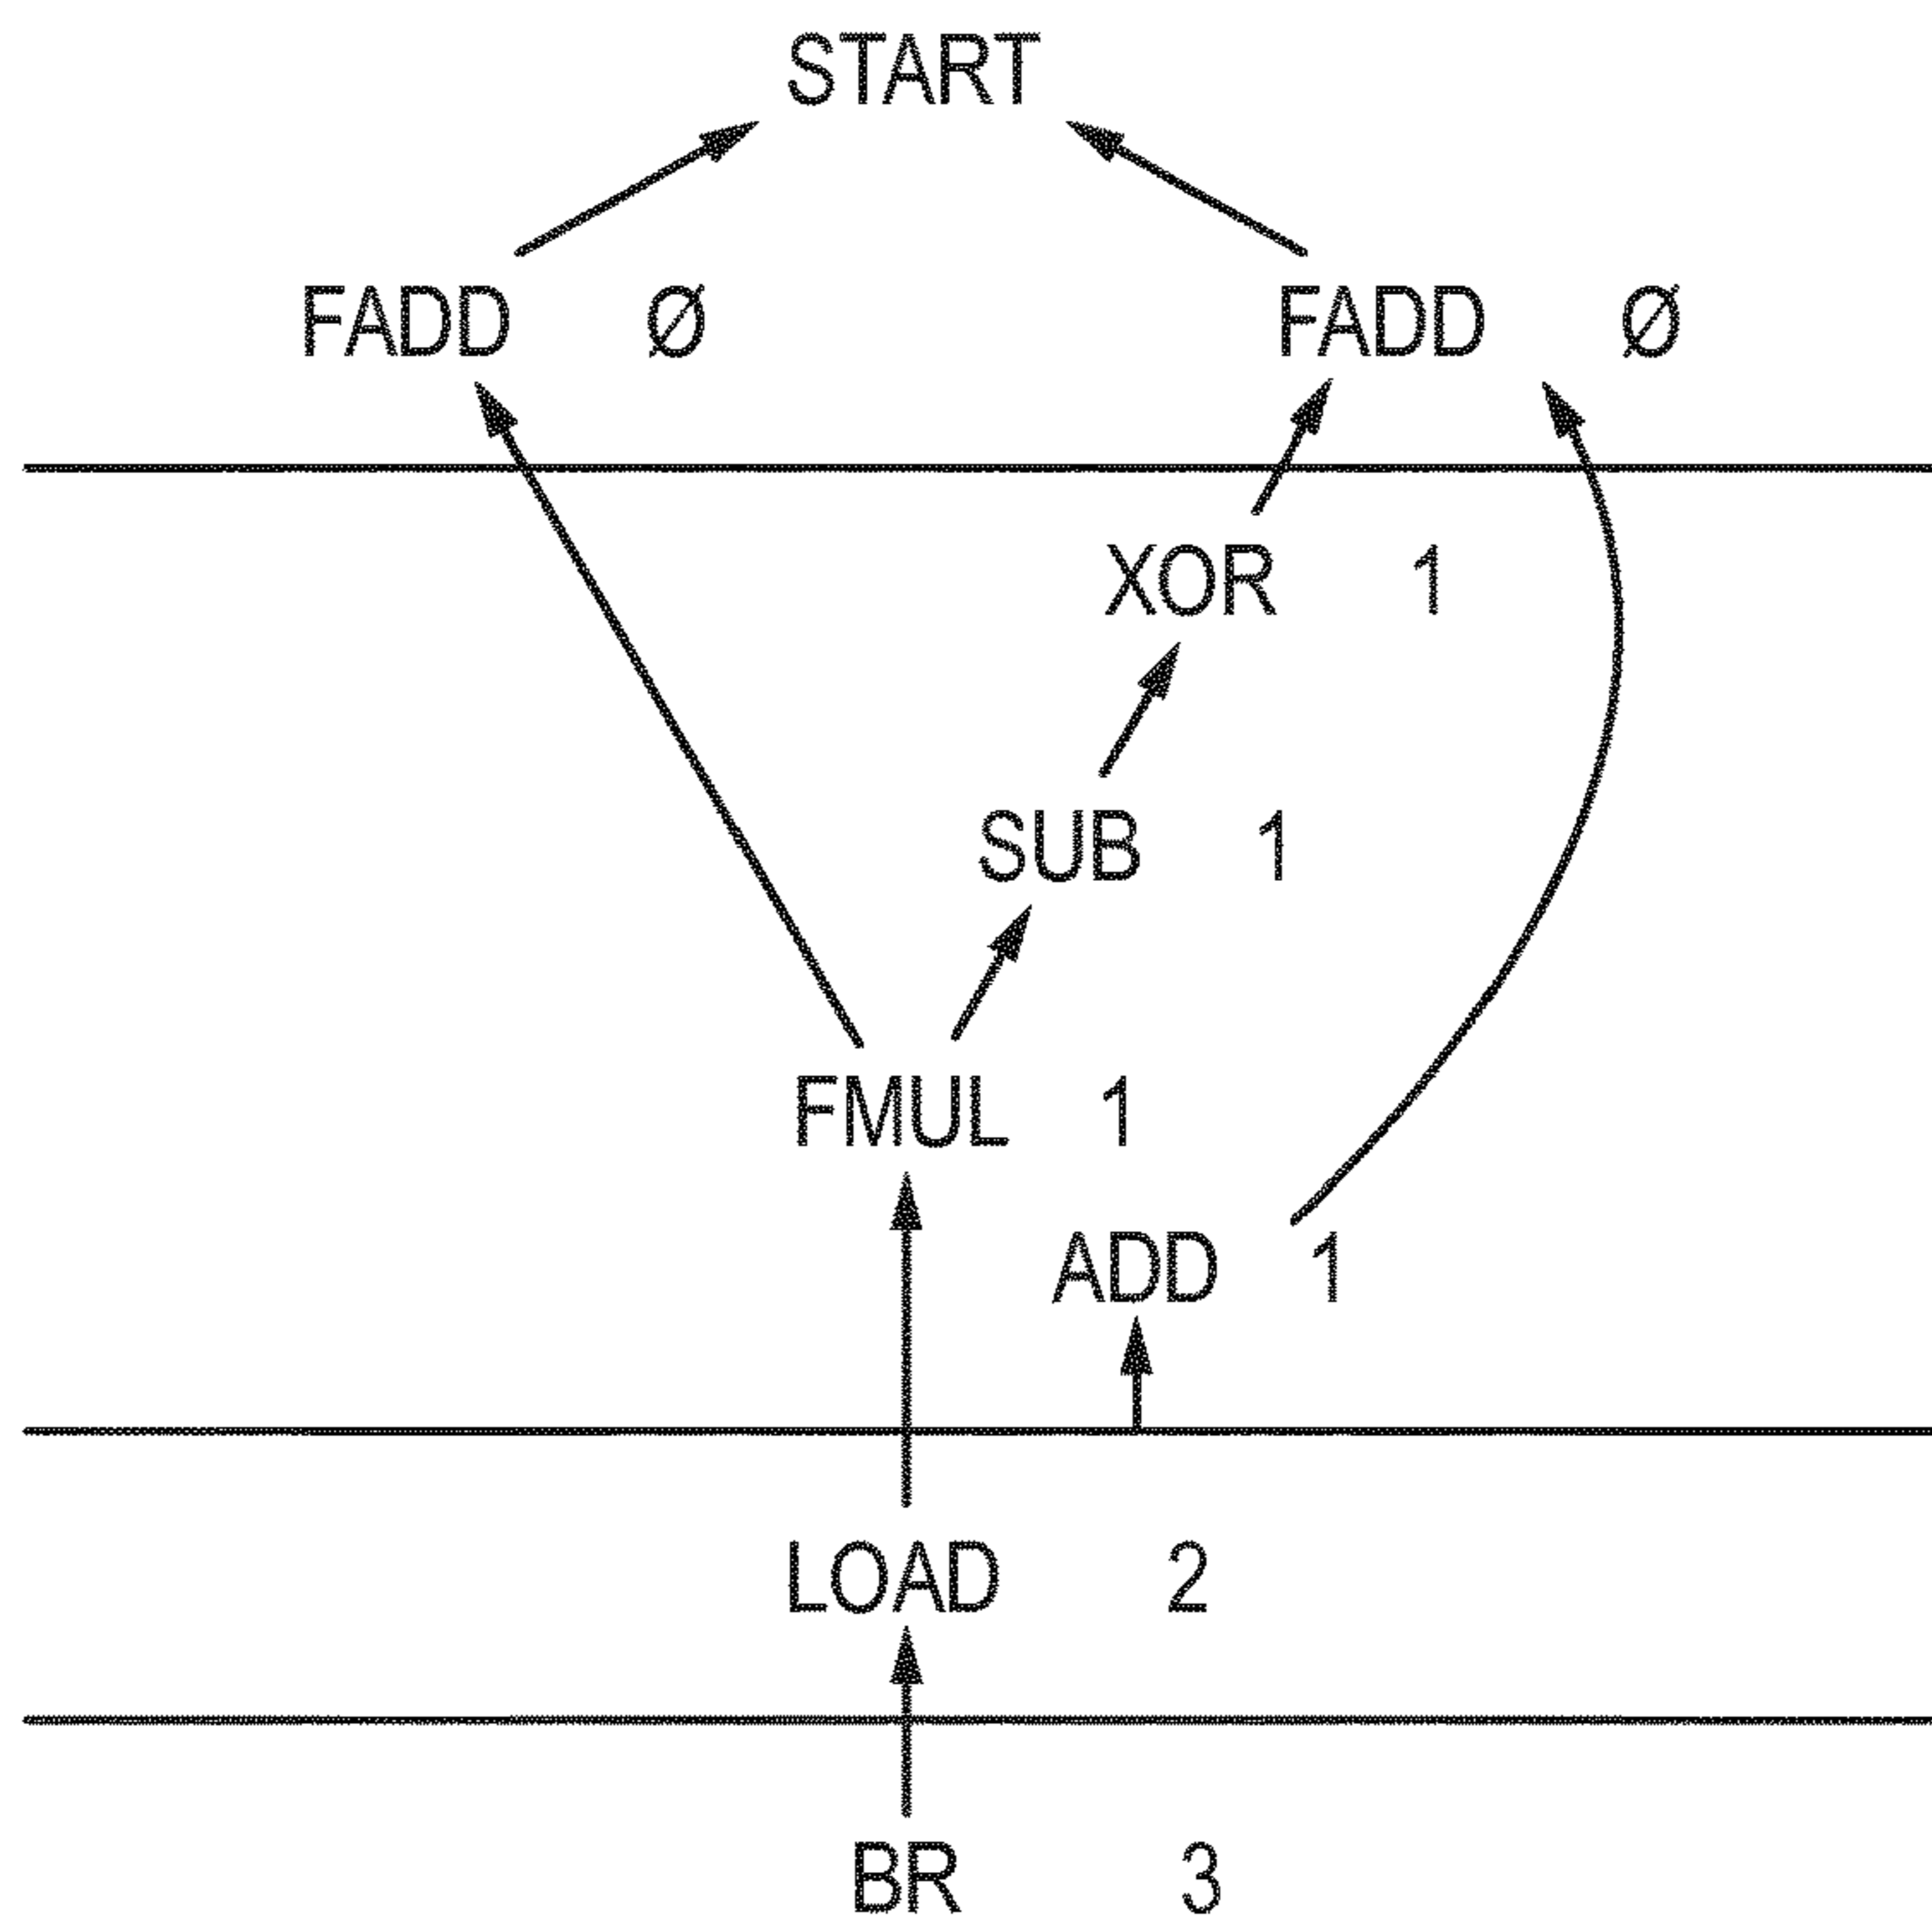 START
FADD Ø FADD Ø
XOR 1
SUB 1
FMUL 1
ADD 1
LOAD 2
BR 3